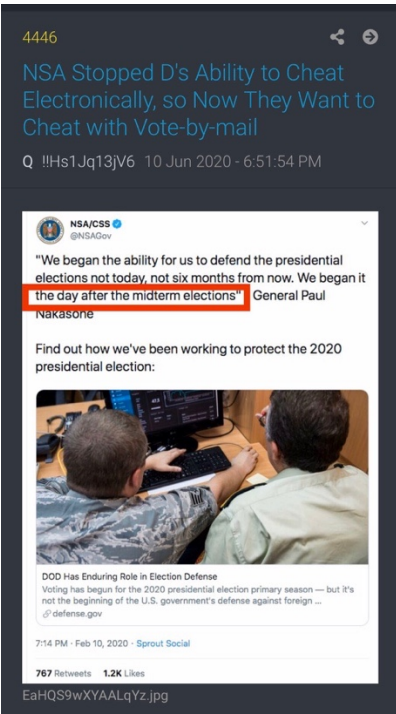 4446
NSA Stopped D's Ability to Cheat
Electronically, so Now They Want to
Cheat with Vote-by-mail
Q !!Hs1Jq13jV6 10 Jun 2020 - 6:51:54 PM
NSA/CSS
@NSAGov
"We began the ability for us to defend the presidential
elections not today, not six months from now. We began it
the day after the midterm elections" General Paul
Nakasone
Find out how we've been working to protect the 2020
presidential election:
DOD Has Enduring Role in Election Defense
Voting has begun for the 2020 presidential election primary season — but it's
not the beginning of the U.S. government's defense against foreign ...
defense.gov
7:14 PM · Feb 10, 2020 · Sprout Social
767 Retweets 1.2K Likes
EaHQS9wXYAALqYz.jpg